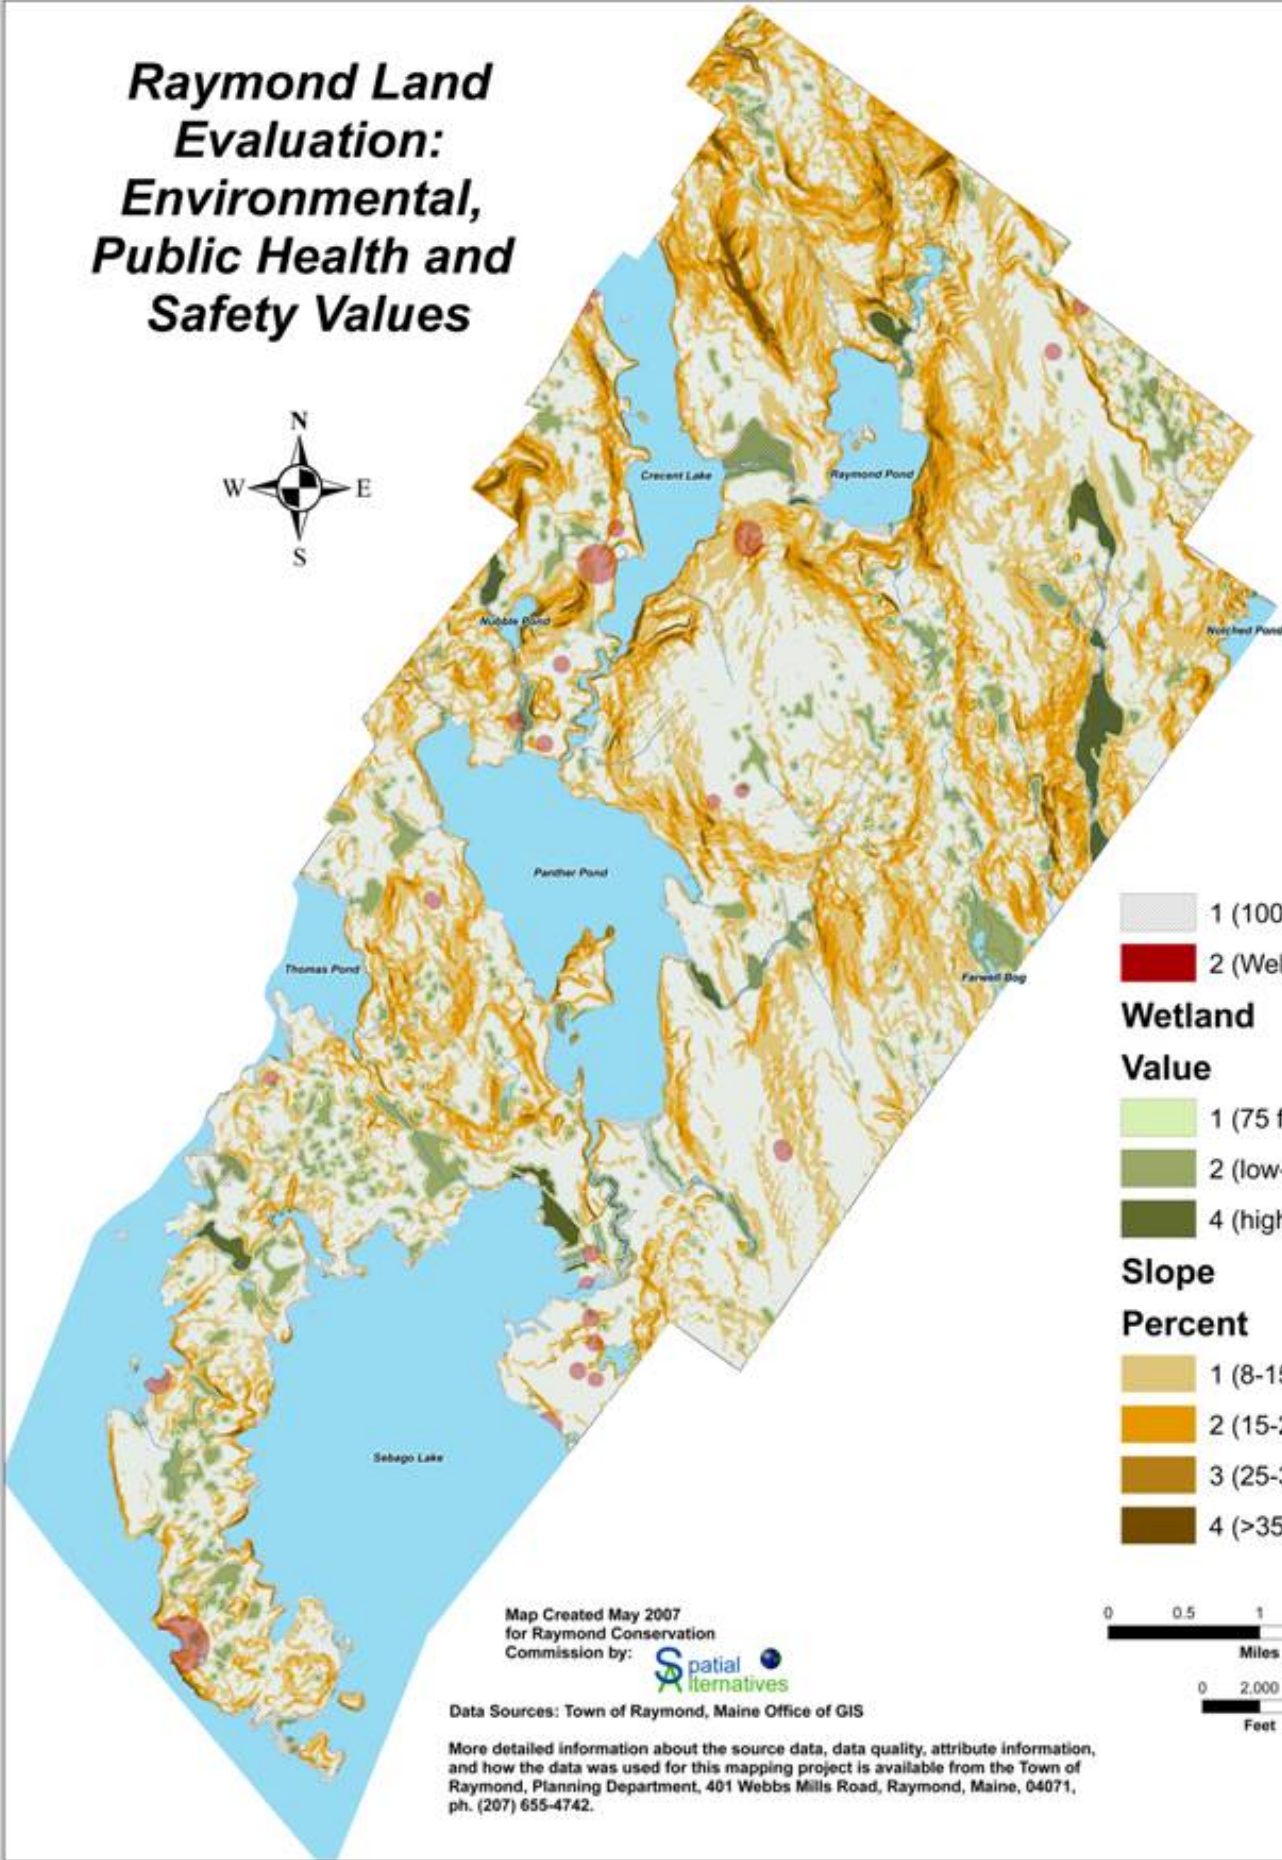 Raymond Land
Evaluation:
Environmental,
Public Health and
Safety Values
N
W E
S
Crecent Lake
Raymond Pond
Nubble Pond
Notched Pond
Panther Pond
Thomas Pond
Farwell Bog
Sebago Lake
1 (100
2 (Wel
Wetland
Value
1 (75 f
2 (low-
4 (high
Slope
Percent
1 (8-15
2 (15-2
3 (25-3
4 (>35
0 0.5 1
Miles
0 2,000
Feet
Map Created May 2007
for Raymond Conservation
Commission by:
Spatial
Alternatives
Data Sources: Town of Raymond, Maine Office of GIS
More detailed information about the source data, data quality, attribute information,
and how the data was used for this mapping project is available from the Town of
Raymond, Planning Department, 401 Webbs Mills Road, Raymond, Maine, 04071,
ph. (207) 655-4742.